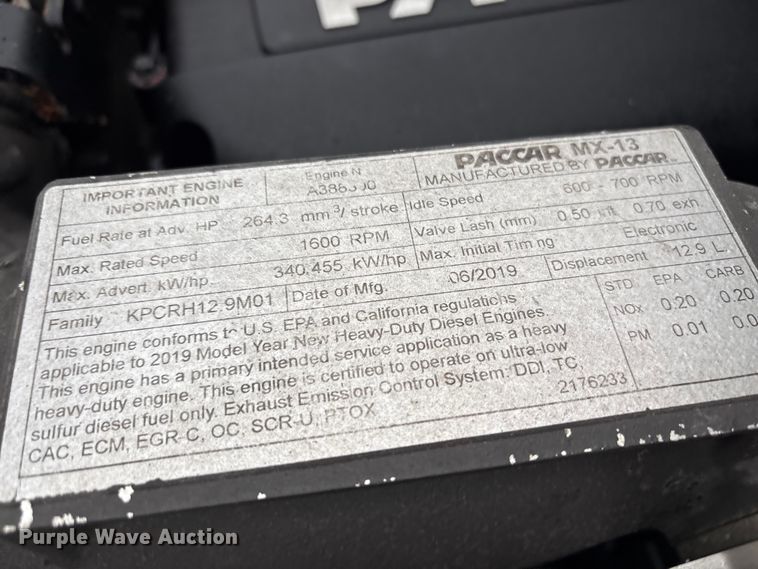 IMPORTANT ENGINE
INFORMATION
Engine N
PACCAR MX-13
MANUFACTURED BY PACCAR
Fuel Rate at Adv. HP 264.3 mm³/stroke
Idle Speed 600 - 700 RPM
Max. Rated Speed 1600 RPM
Valve Lash (mm) 0.50 0.70 exh
Max. Advert. kW/hp 340.455 kW/hp
Max. Initial Timing Electronic
Family KPCRH12.9M01
Date of Mfg. 06/2019
Displacement 12.9 L.
This engine conforms to U.S. EPA and California regulations
applicable to 2019 Model Year New Heavy-Duty Diesel Engines.
This engine has a primary intended service application as a heavy
heavy-duty engine. This engine is certified to operate on ultra-low
sulfur diesel fuel only. Exhaust Emission Control System: DDI, TC,
CAC, ECM, EGR-C, OC, SCR-U, PTOX
2176233
STD EPA CARB
NOx 0.20 0.20
PM 0.01 0.0
Purple Wave Auction